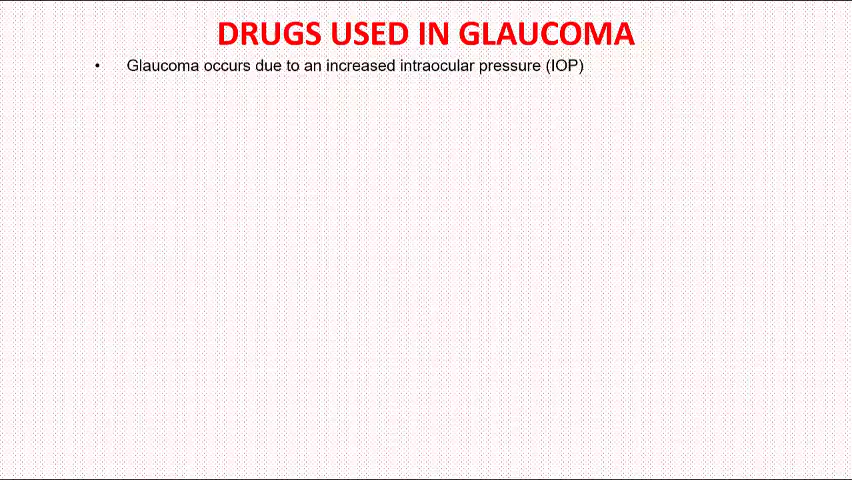 DRUGS USED IN GLAUCOMA
• Glaucoma occurs due to an increased intraocular pressure (IOP)